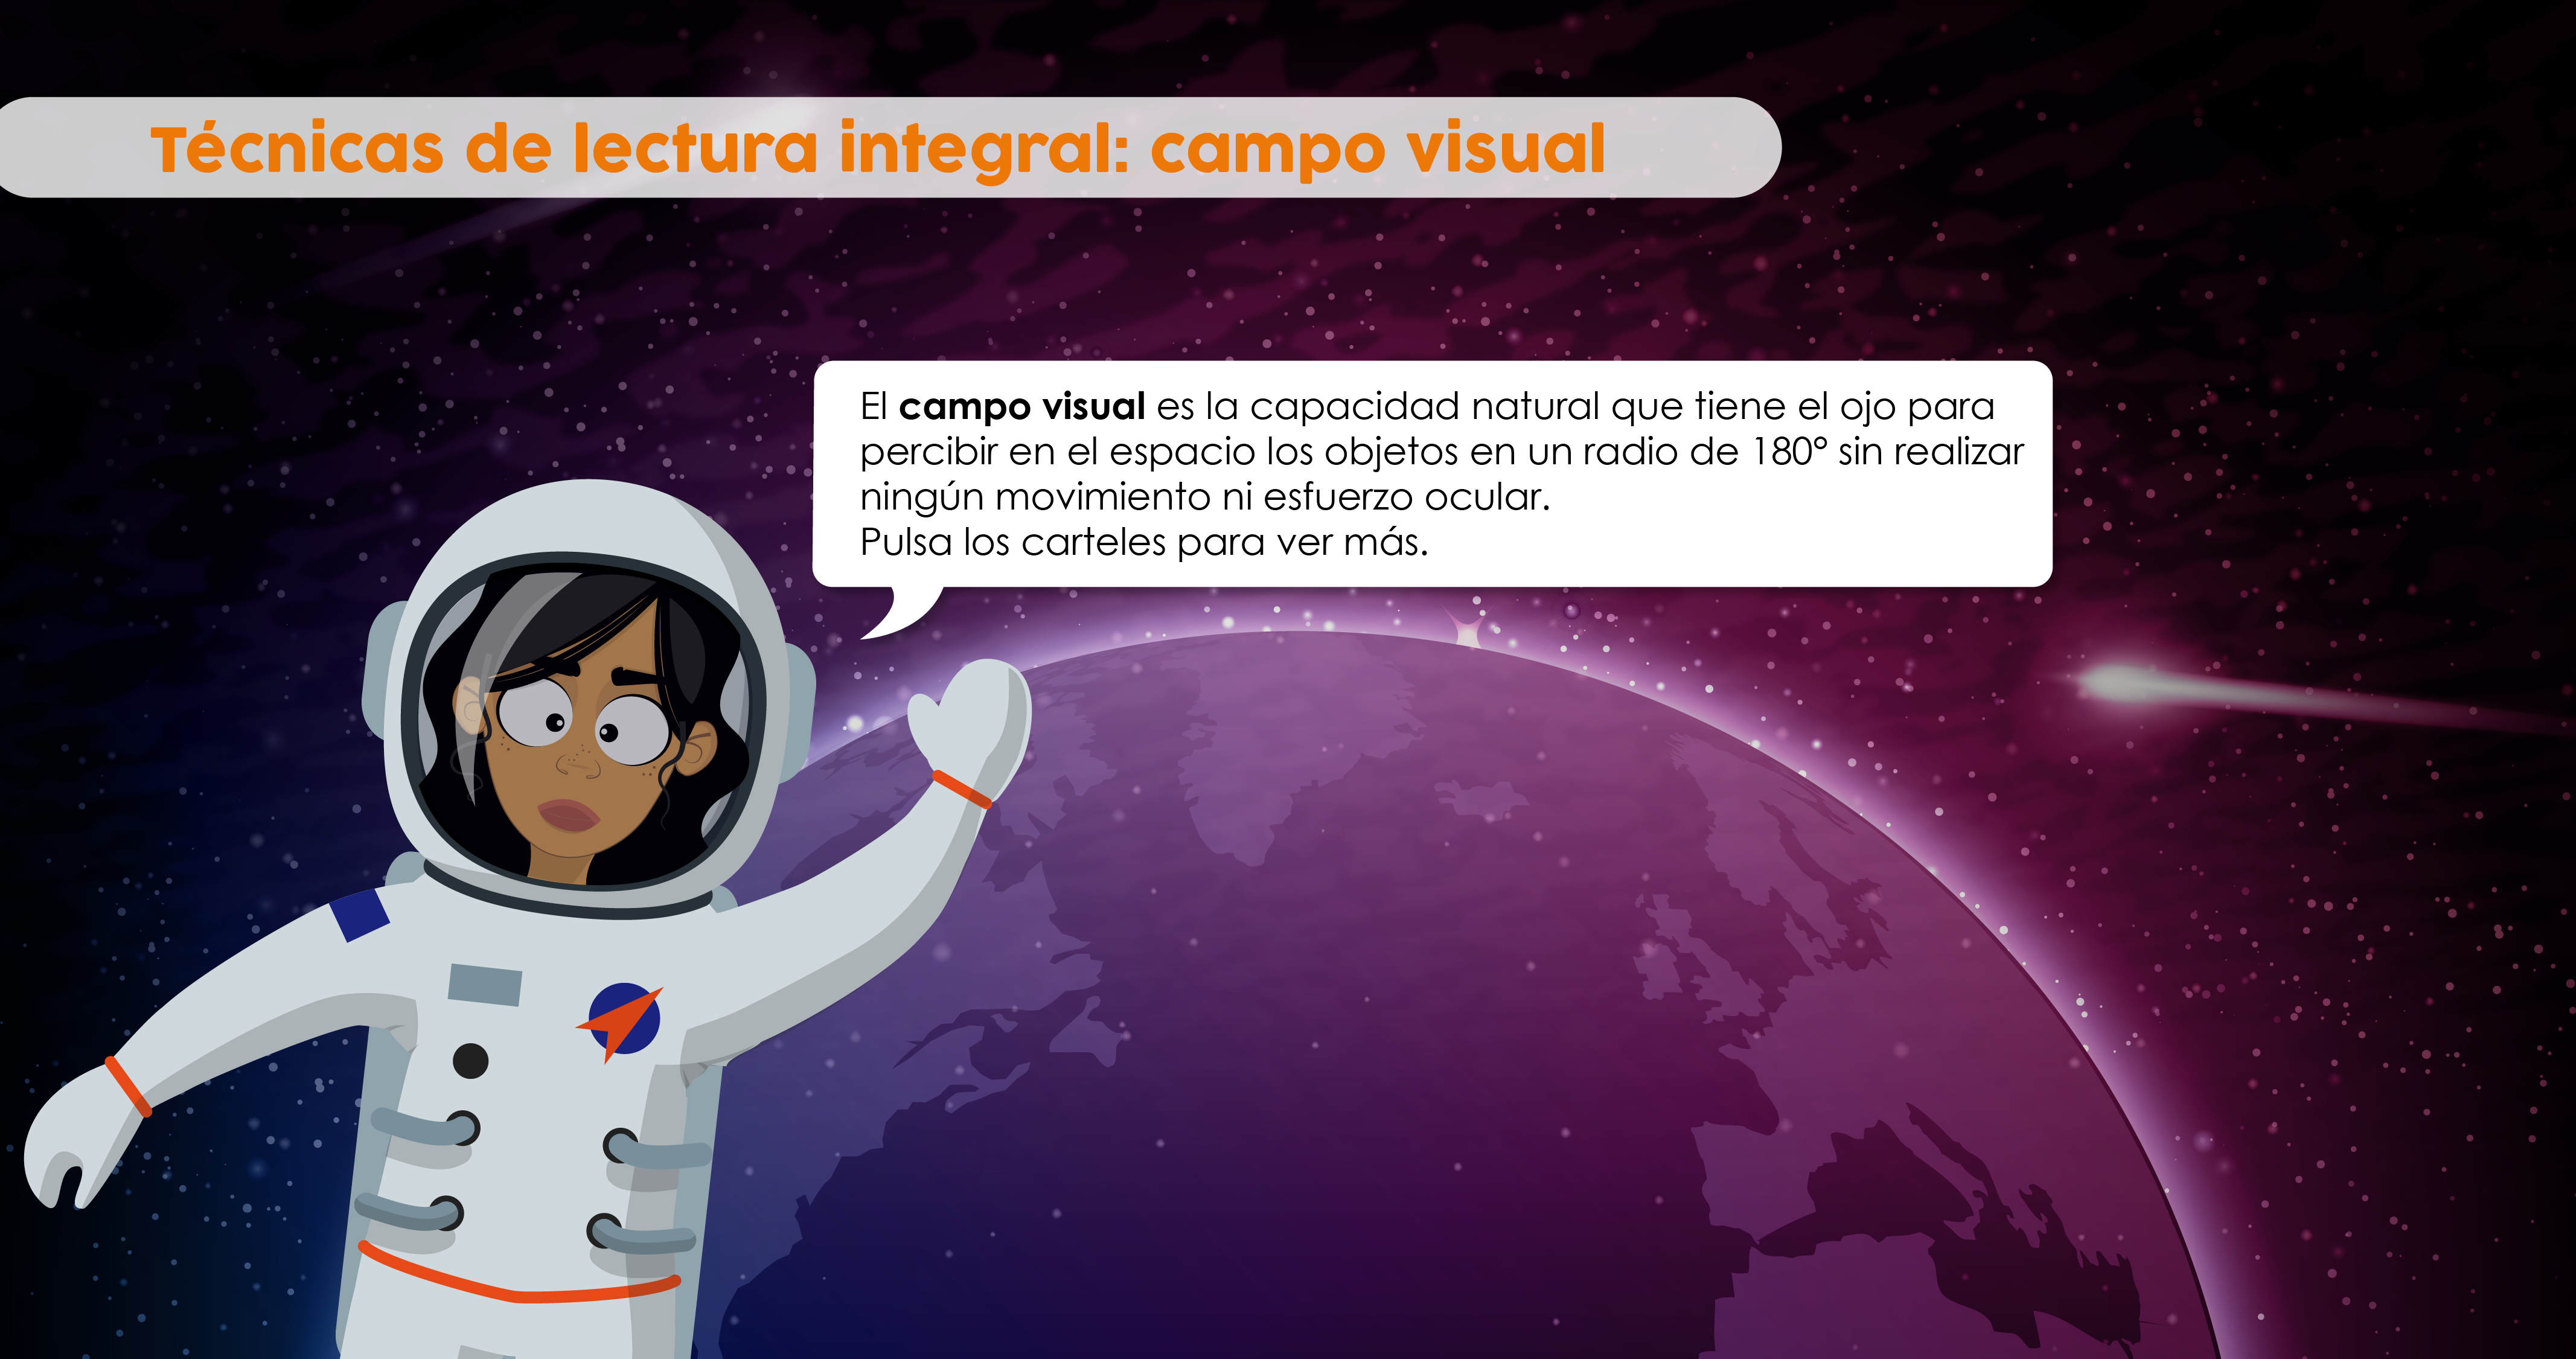 Técnicas de lectura integral: campo visual
El campo visual es la capacidad natural que tiene el ojo para
percibir en el espacio los objetos en un radio de 180° sin realizar
ningún movimiento ni esfuerzo ocular.
Pulsa los carteles para ver más.